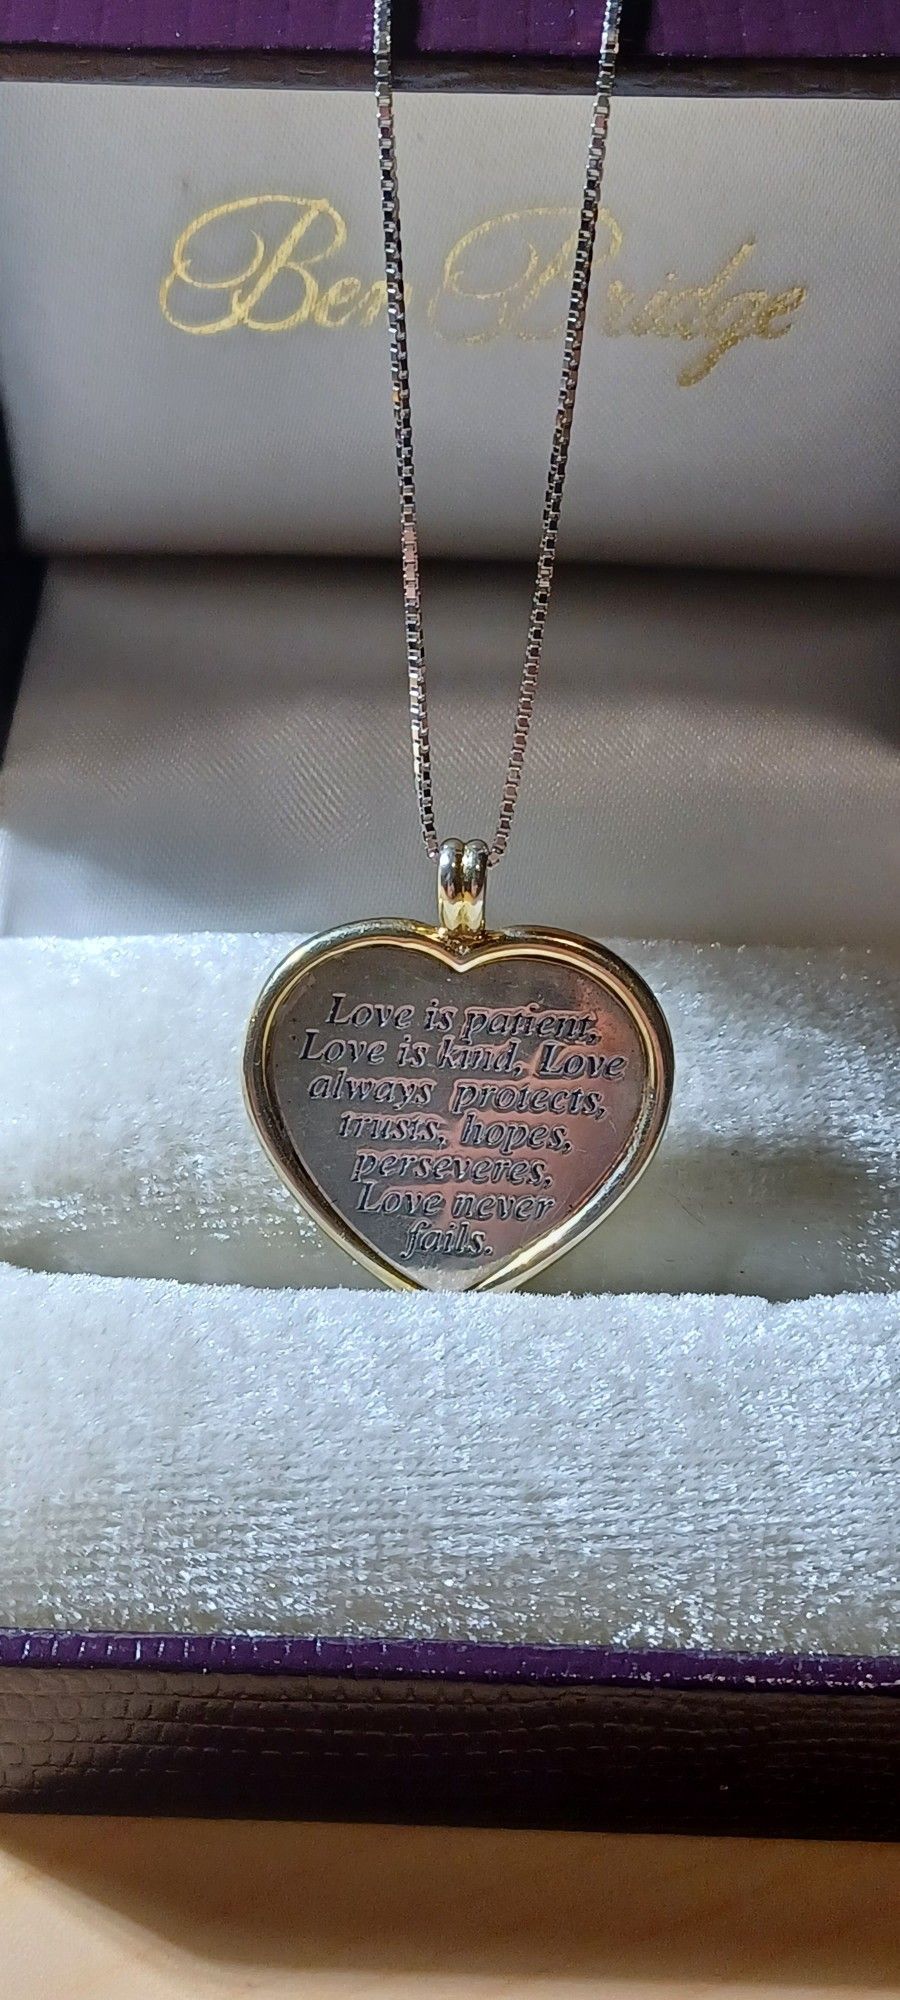 Ben Bridge
Love is patient,
Love is kind, Love
always protects,
trusts, hopes,
perseveres,
Love never
fails.